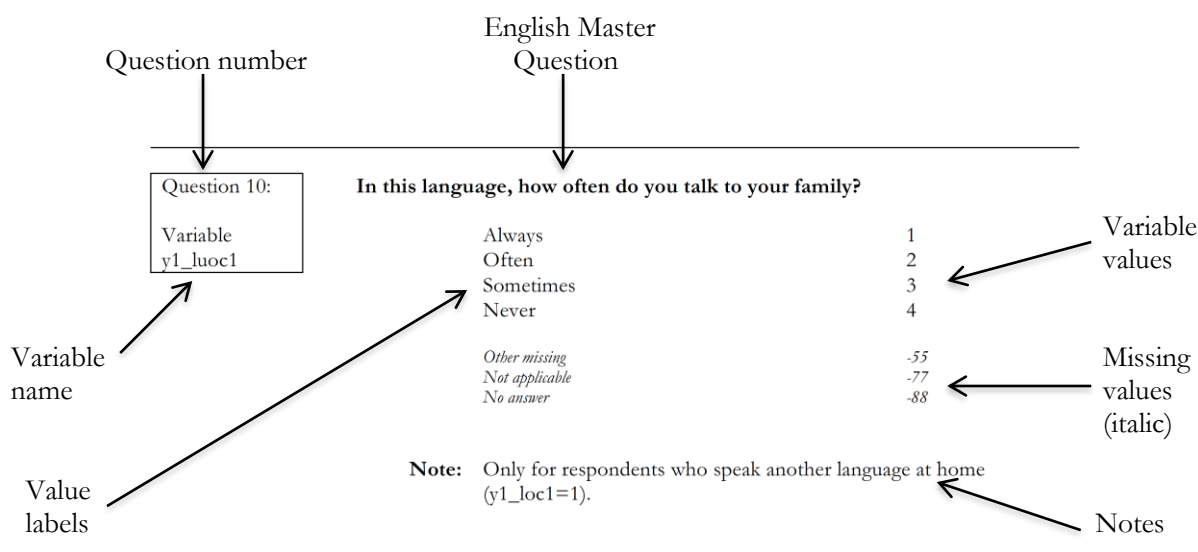 English Master
Question
Question number
Question 10:
In this language, how often do you talk to your family?
Variable
y1_luoc1
Always 1
Often 2
Sometimes 3
Never 4
Variable
values
Other missing -55
Not applicable -77
No answer -88
Variable
name
Missing
values
(italic)
Note: Only for respondents who speak another language at home
(y1_loc1=1).
Value
labels
Notes